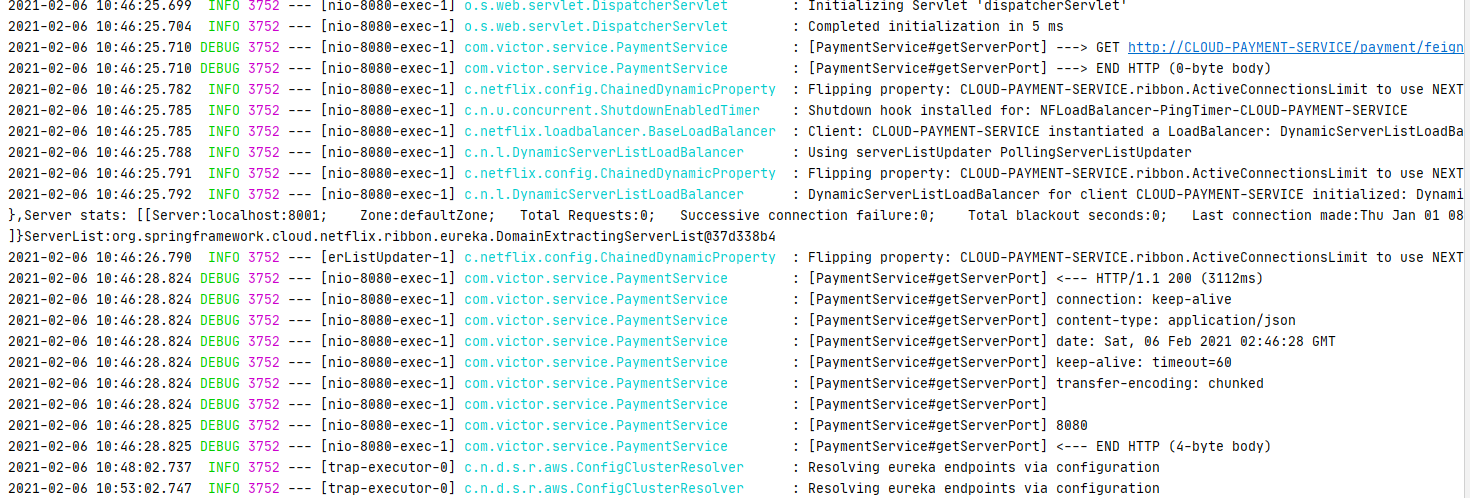 2021-02-06 10:46:25.699  INFO 3752 --- [nio-8080-exec-1] o.s.web.servlet.DispatcherServlet        : Initializing Servlet 'dispatcherServlet'
2021-02-06 10:46:25.704  INFO 3752 --- [nio-8080-exec-1] o.s.web.servlet.DispatcherServlet        : Completed initialization in 5 ms
2021-02-06 10:46:25.710 DEBUG 3752 --- [nio-8080-exec-1] com.victor.service.PaymentService        : [PaymentService#getServerPort] ---> GET http://CLOUD-PAYMENT-SERVICE/payment/feign
2021-02-06 10:46:25.710 DEBUG 3752 --- [nio-8080-exec-1] com.victor.service.PaymentService        : [PaymentService#getServerPort] ---> END HTTP (0-byte body)
2021-02-06 10:46:25.782  INFO 3752 --- [nio-8080-exec-1] c.netflix.config.ChainedDynamicProperty  : Flipping property: CLOUD-PAYMENT-SERVICE.ribbon.ActiveConnectionsLimit to use NEXT
2021-02-06 10:46:25.785  INFO 3752 --- [nio-8080-exec-1] c.n.u.concurrent.ShutdownEnabledTimer    : Shutdown hook installed for: NFLoadBalancer-PingTimer-CLOUD-PAYMENT-SERVICE
2021-02-06 10:46:25.785  INFO 3752 --- [nio-8080-exec-1] c.netflix.loadbalancer.BaseLoadBalancer  : Client: CLOUD-PAYMENT-SERVICE instantiated a LoadBalancer: DynamicServerListLoadBa
2021-02-06 10:46:25.788  INFO 3752 --- [nio-8080-exec-1] c.n.l.DynamicServerListLoadBalancer      : Using serverListUpdater PollingServerListUpdater
2021-02-06 10:46:25.791  INFO 3752 --- [nio-8080-exec-1] c.netflix.config.ChainedDynamicProperty  : Flipping property: CLOUD-PAYMENT-SERVICE.ribbon.ActiveConnectionsLimit to use NEXT
2021-02-06 10:46:25.792  INFO 3752 --- [nio-8080-exec-1] c.n.l.DynamicServerListLoadBalancer      : DynamicServerListLoadBalancer for client CLOUD-PAYMENT-SERVICE initialized: Dynami
},Server stats: [[Server:localhost:8001;	Zone:defaultZone;	Total Requests:0;	Successive connection failure:0;	Total blackout seconds:0;	Last connection made:Thu Jan 01 08
]}ServerList:org.springframework.cloud.netflix.ribbon.eureka.DomainExtractingServerList@37d338b4
2021-02-06 10:46:26.790  INFO 3752 --- [erListUpdater-1] c.netflix.config.ChainedDynamicProperty  : Flipping property: CLOUD-PAYMENT-SERVICE.ribbon.ActiveConnectionsLimit to use NEXT
2021-02-06 10:46:28.824 DEBUG 3752 --- [nio-8080-exec-1] com.victor.service.PaymentService        : [PaymentService#getServerPort] <--- HTTP/1.1 200 (3112ms)
2021-02-06 10:46:28.824 DEBUG 3752 --- [nio-8080-exec-1] com.victor.service.PaymentService        : [PaymentService#getServerPort] connection: keep-alive
2021-02-06 10:46:28.824 DEBUG 3752 --- [nio-8080-exec-1] com.victor.service.PaymentService        : [PaymentService#getServerPort] content-type: application/json
2021-02-06 10:46:28.824 DEBUG 3752 --- [nio-8080-exec-1] com.victor.service.PaymentService        : [PaymentService#getServerPort] date: Sat, 06 Feb 2021 02:46:28 GMT
2021-02-06 10:46:28.824 DEBUG 3752 --- [nio-8080-exec-1] com.victor.service.PaymentService        : [PaymentService#getServerPort] keep-alive: timeout=60
2021-02-06 10:46:28.824 DEBUG 3752 --- [nio-8080-exec-1] com.victor.service.PaymentService        : [PaymentService#getServerPort] transfer-encoding: chunked
2021-02-06 10:46:28.824 DEBUG 3752 --- [nio-8080-exec-1] com.victor.service.PaymentService        : [PaymentService#getServerPort]
2021-02-06 10:46:28.825 DEBUG 3752 --- [nio-8080-exec-1] com.victor.service.PaymentService        : [PaymentService#getServerPort] 8080
2021-02-06 10:46:28.825 DEBUG 3752 --- [nio-8080-exec-1] com.victor.service.PaymentService        : [PaymentService#getServerPort] <--- END HTTP (4-byte body)
2021-02-06 10:48:02.737  INFO 3752 --- [trap-executor-0] c.n.d.s.r.aws.ConfigClusterResolver      : Resolving eureka endpoints via configuration
2021-02-06 10:53:02.747  INFO 3752 --- [trap-executor-0] c.n.d.s.r.aws.ConfigClusterResolver      : Resolving eureka endpoints via configuration